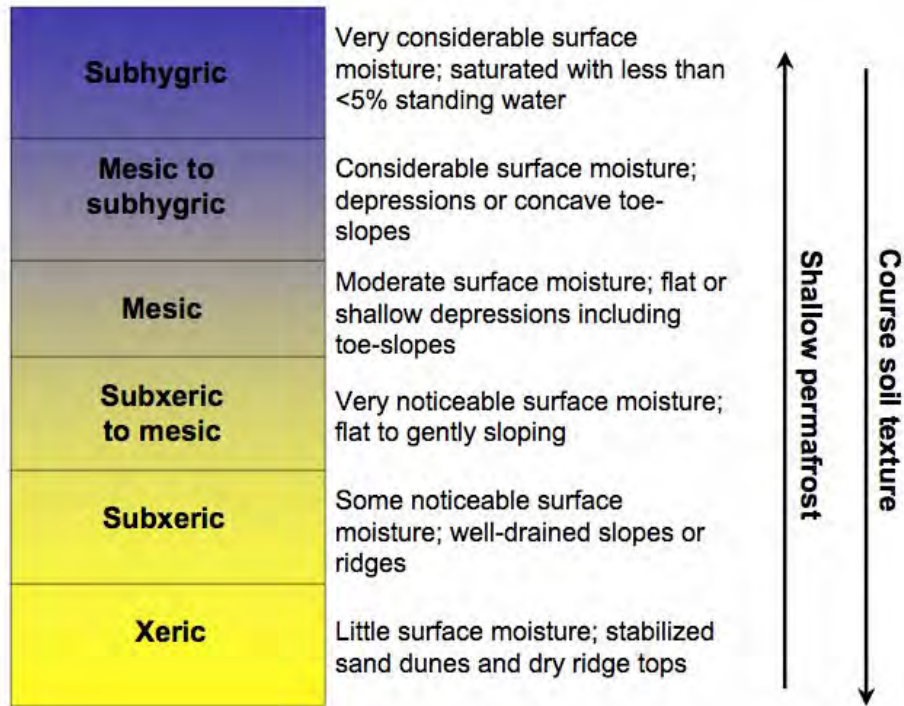 Subhygric
Very considerable surface
moisture; saturated with less than
<5% standing water
Mesic to
subhygric
Considerable surface moisture;
depressions or concave toe-
slopes
Mesic
Moderate surface moisture; flat or
shallow depressions including
toe-slopes
Subxeric
to mesic
Very noticeable surface moisture;
flat to gently sloping
Subxeric
Some noticeable surface
moisture; well-drained slopes or
ridges
Xeric
Little surface moisture; stabilized
sand dunes and dry ridge tops
Shallow permafrost
Course soil texture